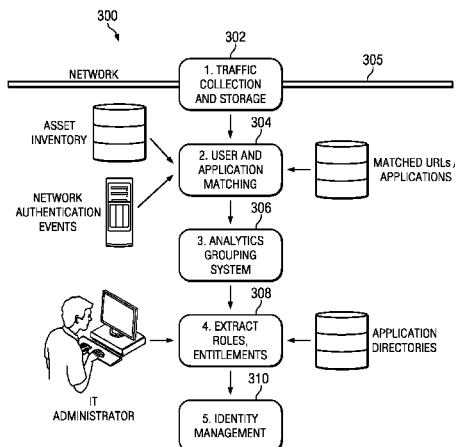 300
302
305
NETWORK
1. TRAFFIC
COLLECTION
AND STORAGE
304
ASSET
INVENTORY
2. USER AND
APPLICATION
MATCHING
MATCHED URLs/
APPLICATIONS
NETWORK
AUTHENTICATION
EVENTS
306
3. ANALYTICS
GROUPING
SYSTEM
308
4. EXTRACT
ROLES,
ENTITLEMENTS
APPLICATION
DIRECTORIES
IT
ADMINISTRATOR
310
5. IDENTITY
MANAGEMENT